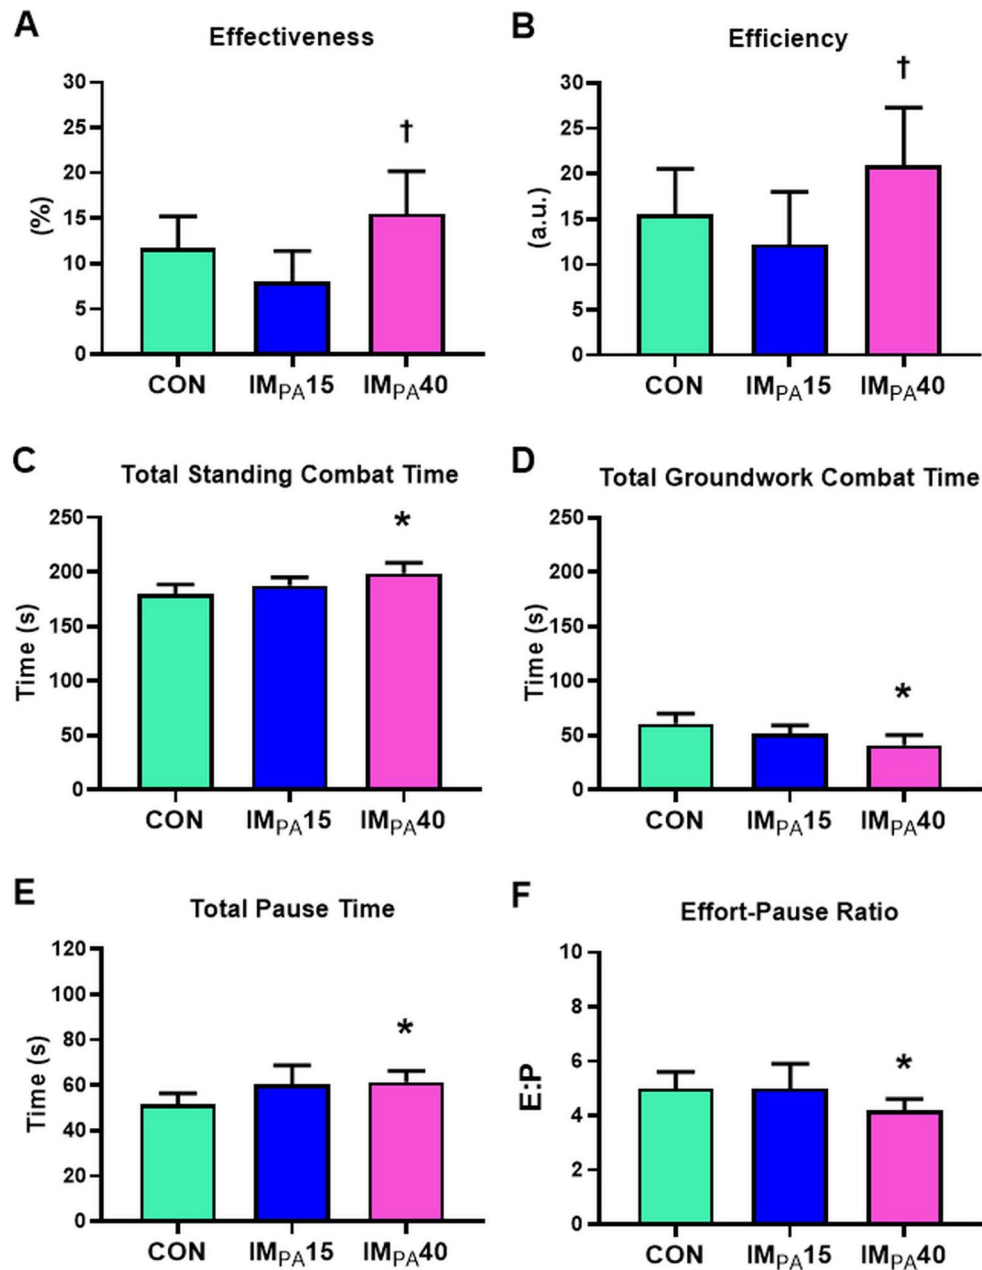 A
Effectiveness
30
25
20
15
10
5
0
(%)
†
CON IMPA15 IMPA40
B
Efficiency
30
25
20
15
10
5
0
(a.u.)
†
CON IMPA15 IMPA40
C
Total Standing Combat Time
250
200
150
100
50
0
Time (s)
*
CON IMPA15 IMPA40
D
Total Groundwork Combat Time
250
200
150
100
50
0
Time (s)
*
CON IMPA15 IMPA40
E
Total Pause Time
120
100
80
60
40
20
0
Time (s)
*
CON IMPA15 IMPA40
F
Effort-Pause Ratio
10
8
6
4
2
0
E:P
*
CON IMPA15 IMPA40